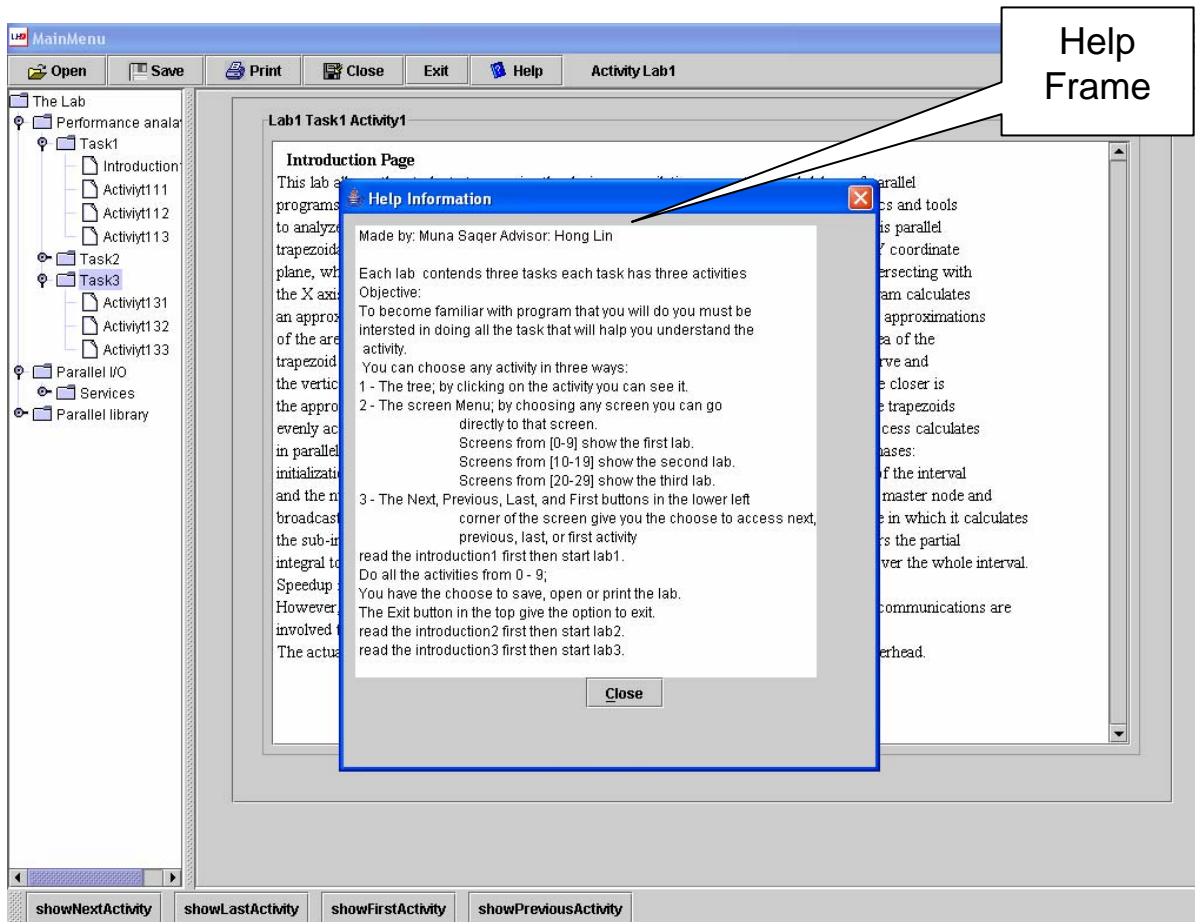 Help
Frame
MainMenu
Open Save Print Close Exit Help Activity Lab1
The Lab
Performance anala
Task1
Introduction
Activiyt111
Activiyt112
Activiyt113
Task2
Task3
Activiyt131
Activiyt132
Activiyt133
Parallel I/O
Services
Parallel library
Lab1 Task1 Activity1
Introduction Page
This lab a
programs
to analyze
trapezoida
plane, wh
the X axi
an approx
of the are
trapezoid
the vertic
the appro
evenly ac
in parallel
initializati
and the n
broadcast
the sub-in
integral to
Speedup
However,
involved
The actua
Help Information
Made by: Muna Saqer Advisor: Hong Lin
Each lab contends three tasks each task has three activities
Objective:
To become familiar with program that you will do you must be
intersted in doing all the task that will halp you understand the
activity.
You can choose any activity in three ways:
1 - The tree; by clicking on the activity you can see it.
2 - The screen Menu; by choosing any screen you can go
directly to that screen.
Screens from [0-9] show the first lab.
Screens from [10-19] show the second lab.
Screens from [20-29] show the third lab.
3 - The Next, Previous, Last, and First buttons in the lower left
corner of the screen give you the choose to access next,
previous, last, or first activity
read the introduction1 first then start lab1.
Do all the activities from 0 - 9;
You have the choose to save, open or print the lab.
The Exit button in the top give the option to exit.
read the introduction2 first then start lab2.
read the introduction3 first then start lab3.
Close
arallel
cs and tools
is parallel
Y coordinate
ersecting with
am calculates
approximations
ea of the
rve and
e closer is
e trapezoids
cess calculates
hases:
of the interval
master node and
e in which it calculates
rs the partial
ver the whole interval.
communications are
erhead.
showNextActivity showLastActivity showFirstActivity showPreviousActivity